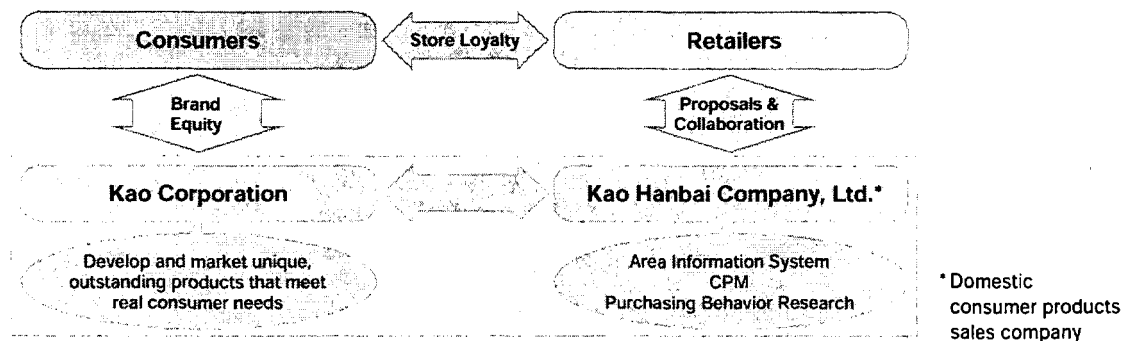 Consumers
Store Loyalty
Retailers
Brand
Equity
Proposals &
Collaboration
Kao Corporation
Kao Hanbai Company, Ltd.*
Develop and market unique,
outstanding products that meet
real consumer needs
Area Information System
CPM
Purchasing Behavior Research
* Domestic
consumer products
sales company